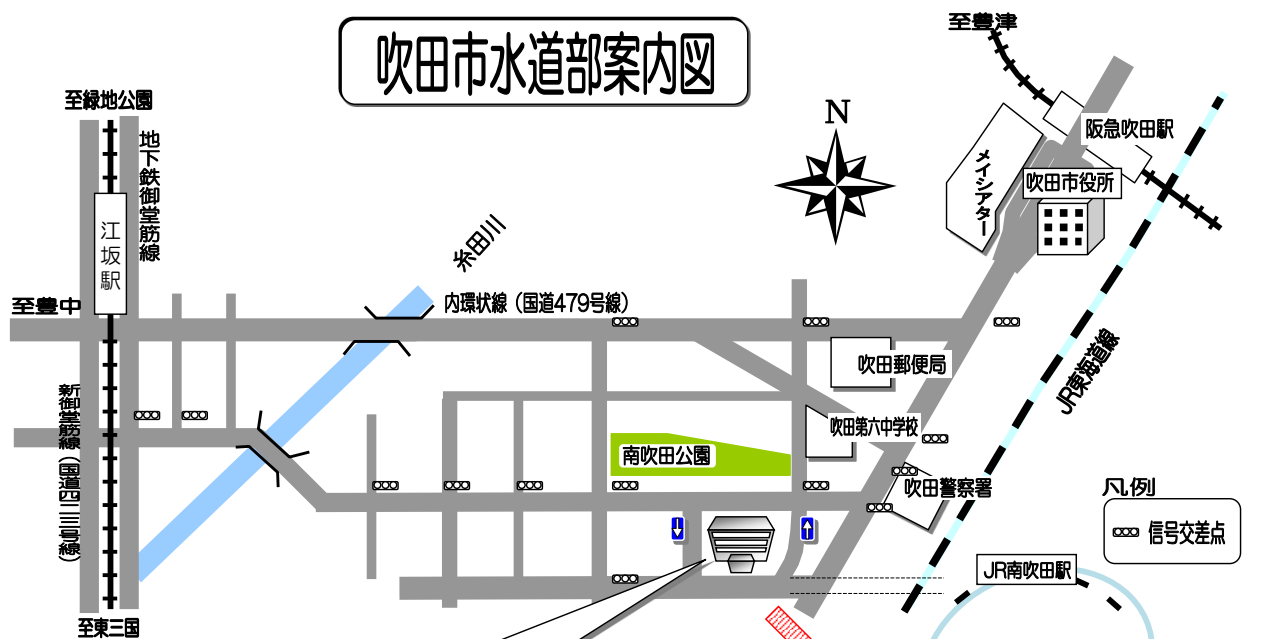 吹田市水道部案内図
至豊津
至緑地公園
地下鉄御堂筋線
N
阪急吹田駅
メイシアター
吹田市役所
江坂駅
糸田川
至豊中
内環状線（国道479号線）
吹田郵便局
JR東海道線
新御堂筋線（国道四二三号線）
吹田第六中学校
南吹田公園
吹田警察署
凡例
信号交差点
JR南吹田駅
至東三国